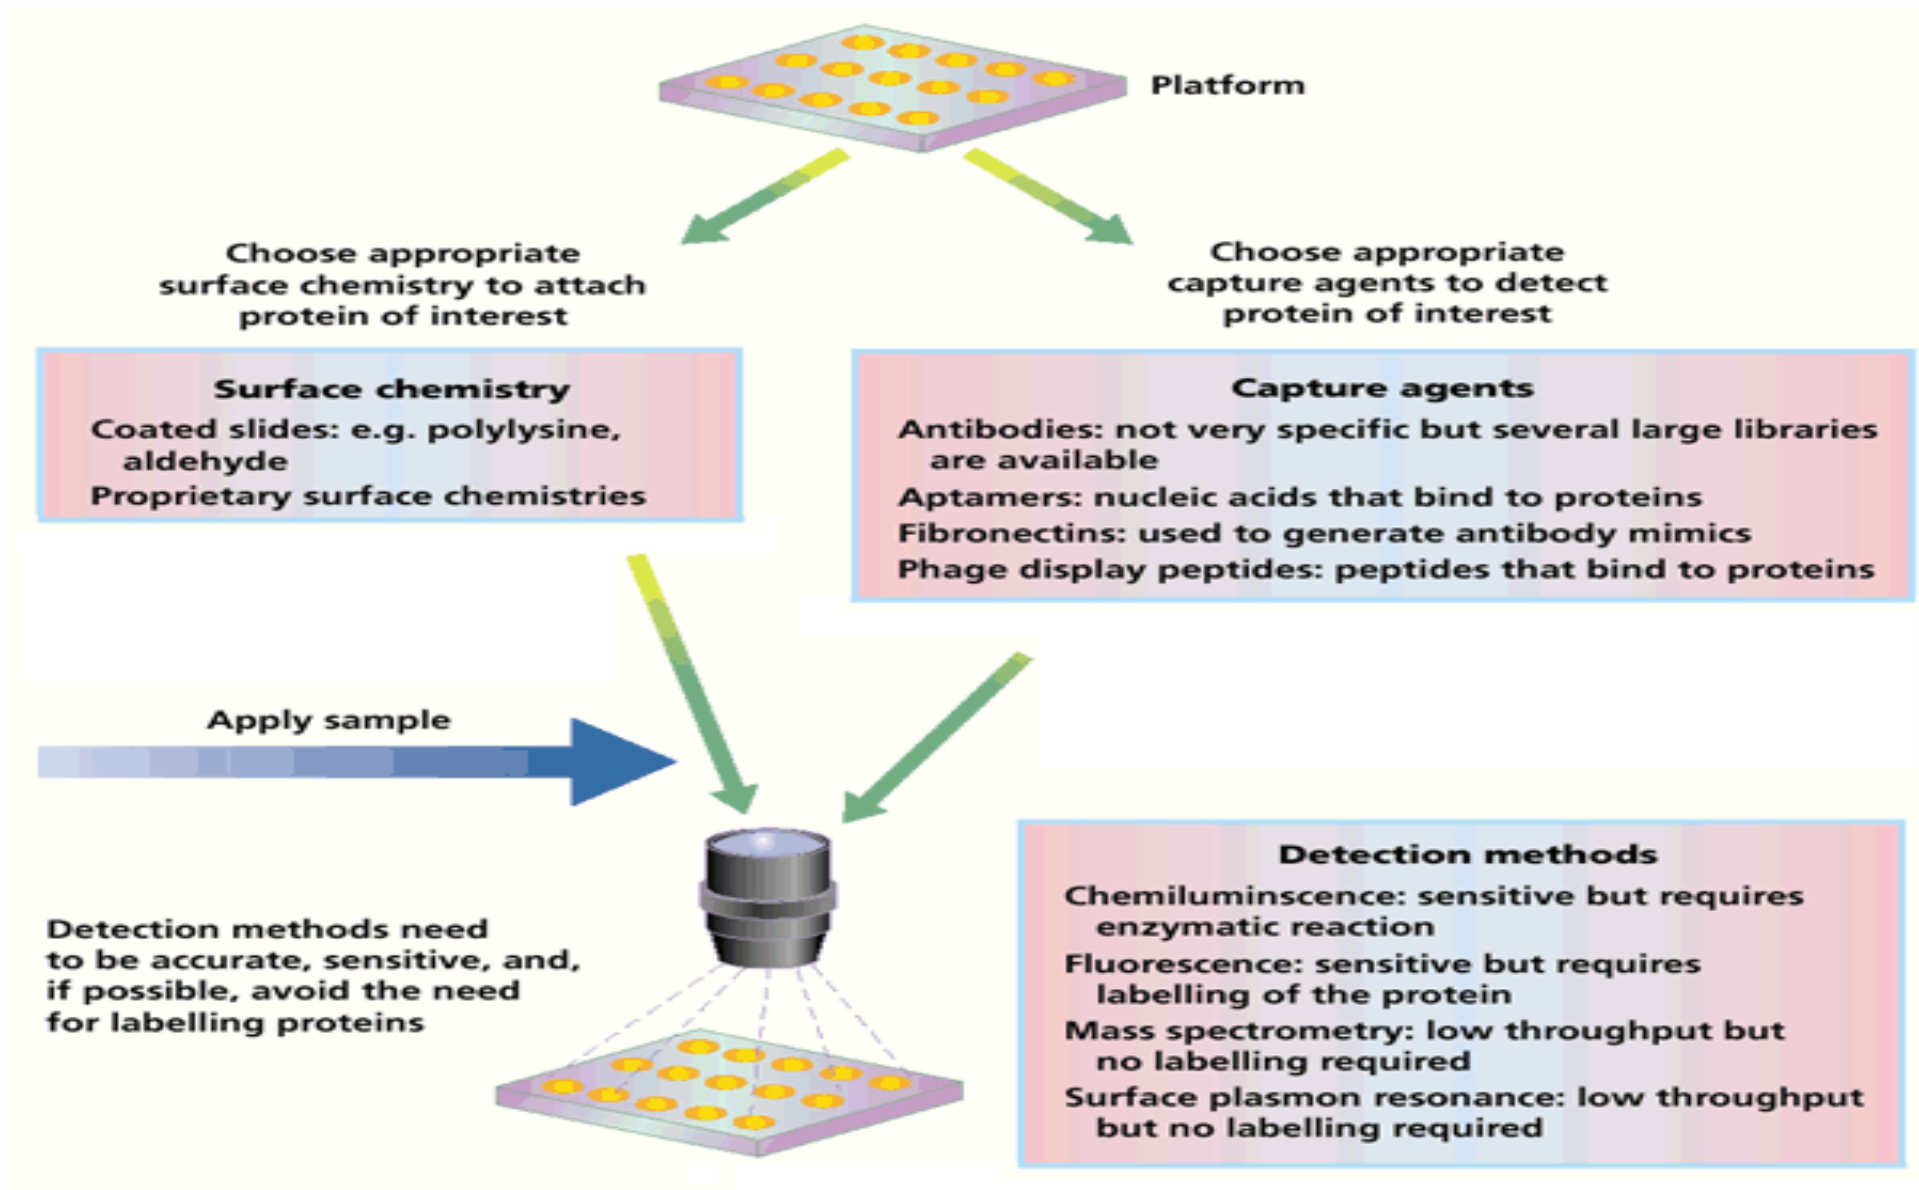 Platform
Choose appropriate
surface chemistry to attach
protein of interest
Choose appropriate
capture agents to detect
protein of interest
Surface chemistry
Coated slides: e.g. polylysine,
aldehyde
Proprietary surface chemistries
Capture agents
Antibodies: not very specific but several large libraries
are available
Aptamers: nucleic acids that bind to proteins
Fibronectins: used to generate antibody mimics
Phage display peptides: peptides that bind to proteins
Apply sample
Detection methods need
to be accurate, sensitive, and,
if possible, avoid the need
for labelling proteins
Detection methods
Chemiluminscence: sensitive but requires
enzymatic reaction
Fluorescence: sensitive but requires
labelling of the protein
Mass spectrometry: low throughput but
no labelling required
Surface plasmon resonance: low throughput
but no labelling required